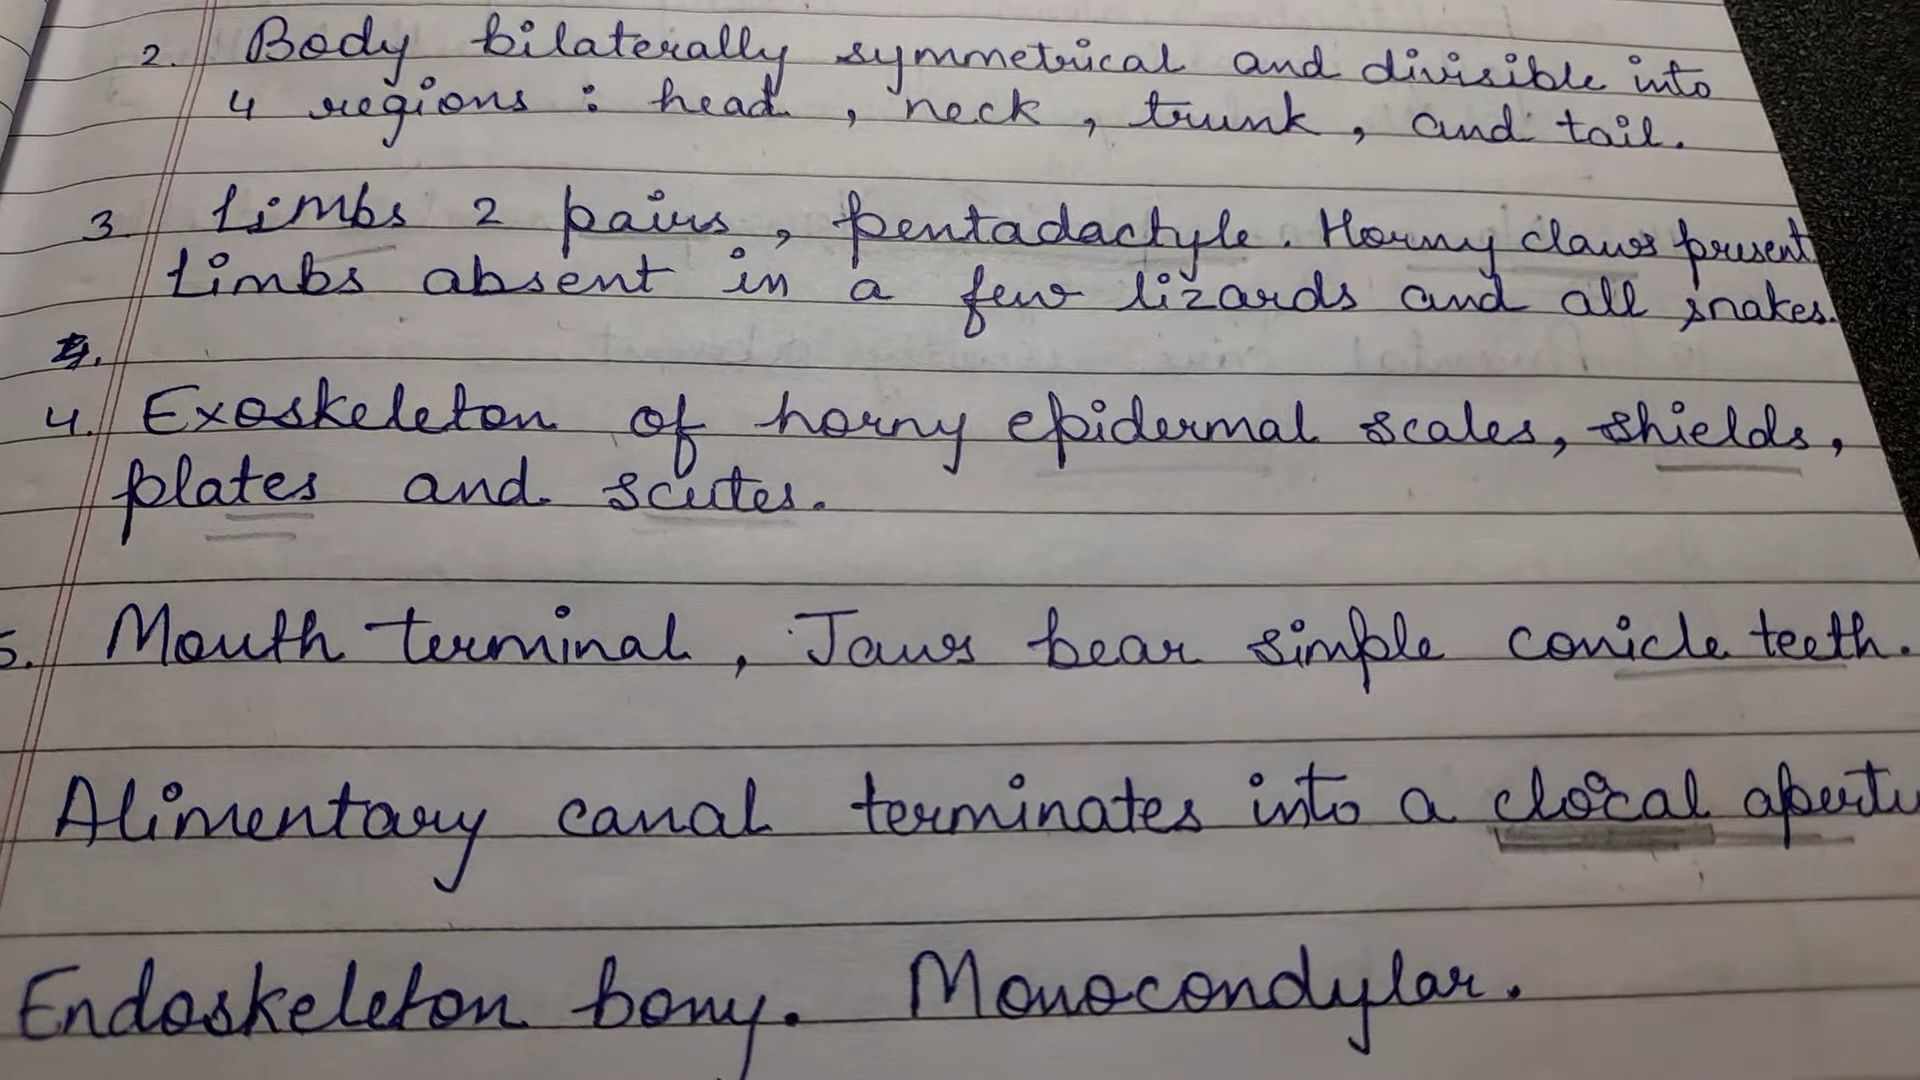 2. Body bilaterally symmetrical and divisible into
4 regions : head , neck , trunk , and tail.
3. Limbs 2 pairs , pentadactyle. Horny claws present
Limbs absent in a few lizards and all snakes.
4. Exoskeleton of horny epidermal scales, shields,
plates and scutes.
5. Mouth terminal , Jaws bear simple conicle teeth.
Alimentary canal terminates into a
Endoskeleton bony. Monocondylar.